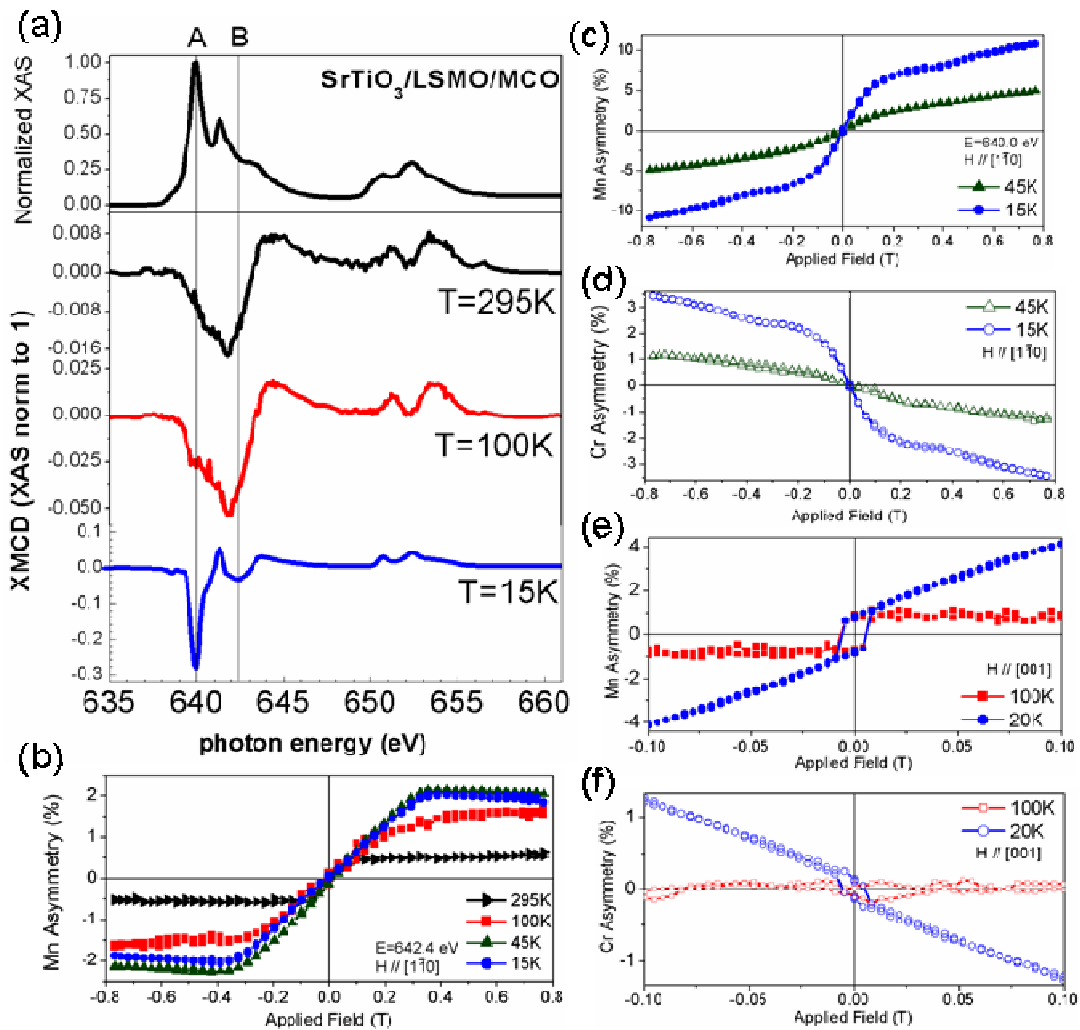 (a)
A B
SrTiO3/LSMO/MCO
Normalized XAS
1.00
0.75
0.50
0.25
0.00
XMCD (XAS norm to 1)
0.008
0.000
-0.008
-0.016
T=295K
0.025
0.000
-0.025
-0.050
T=100K
0.1
0.0
-0.1
-0.2
-0.3
T=15K
635 640 645 650 655 660
photon energy (eV)
(b)
Mn Asymmetry (%)
2
1
0
-1
-2
295K
100K
45K
15K
E=642.4 eV
H // [11̄0]
-0.8 -0.6 -0.4 -0.2 0.0 0.2 0.4 0.6 0.8
Applied Field (T)
(c)
Mn Asymmetry (%)
10
5
0
-5
-10
E=640.0 eV
H // [11̄0]
45K
15K
-0.8 -0.6 -0.4 -0.2 0.0 0.2 0.4 0.6 0.8
Applied Field (T)
(d)
Cr Asymmetry (%)
3
2
1
0
-1
-2
-3
45K
15K
H // [11̄0]
-0.8 -0.6 -0.4 -0.2 0.0 0.2 0.4 0.6 0.8
Applied Field (T)
(e)
Mn Asymmetry (%)
4
2
0
-2
-4
H // [001]
100K
20K
-0.10 -0.05 0.00 0.05 0.10
Applied Field (T)
(f)
Cr Asymmetry (%)
1
0
-1
100K
20K
H // [001]
-0.10 -0.05 0.00 0.05 0.10
Applied Field (T)